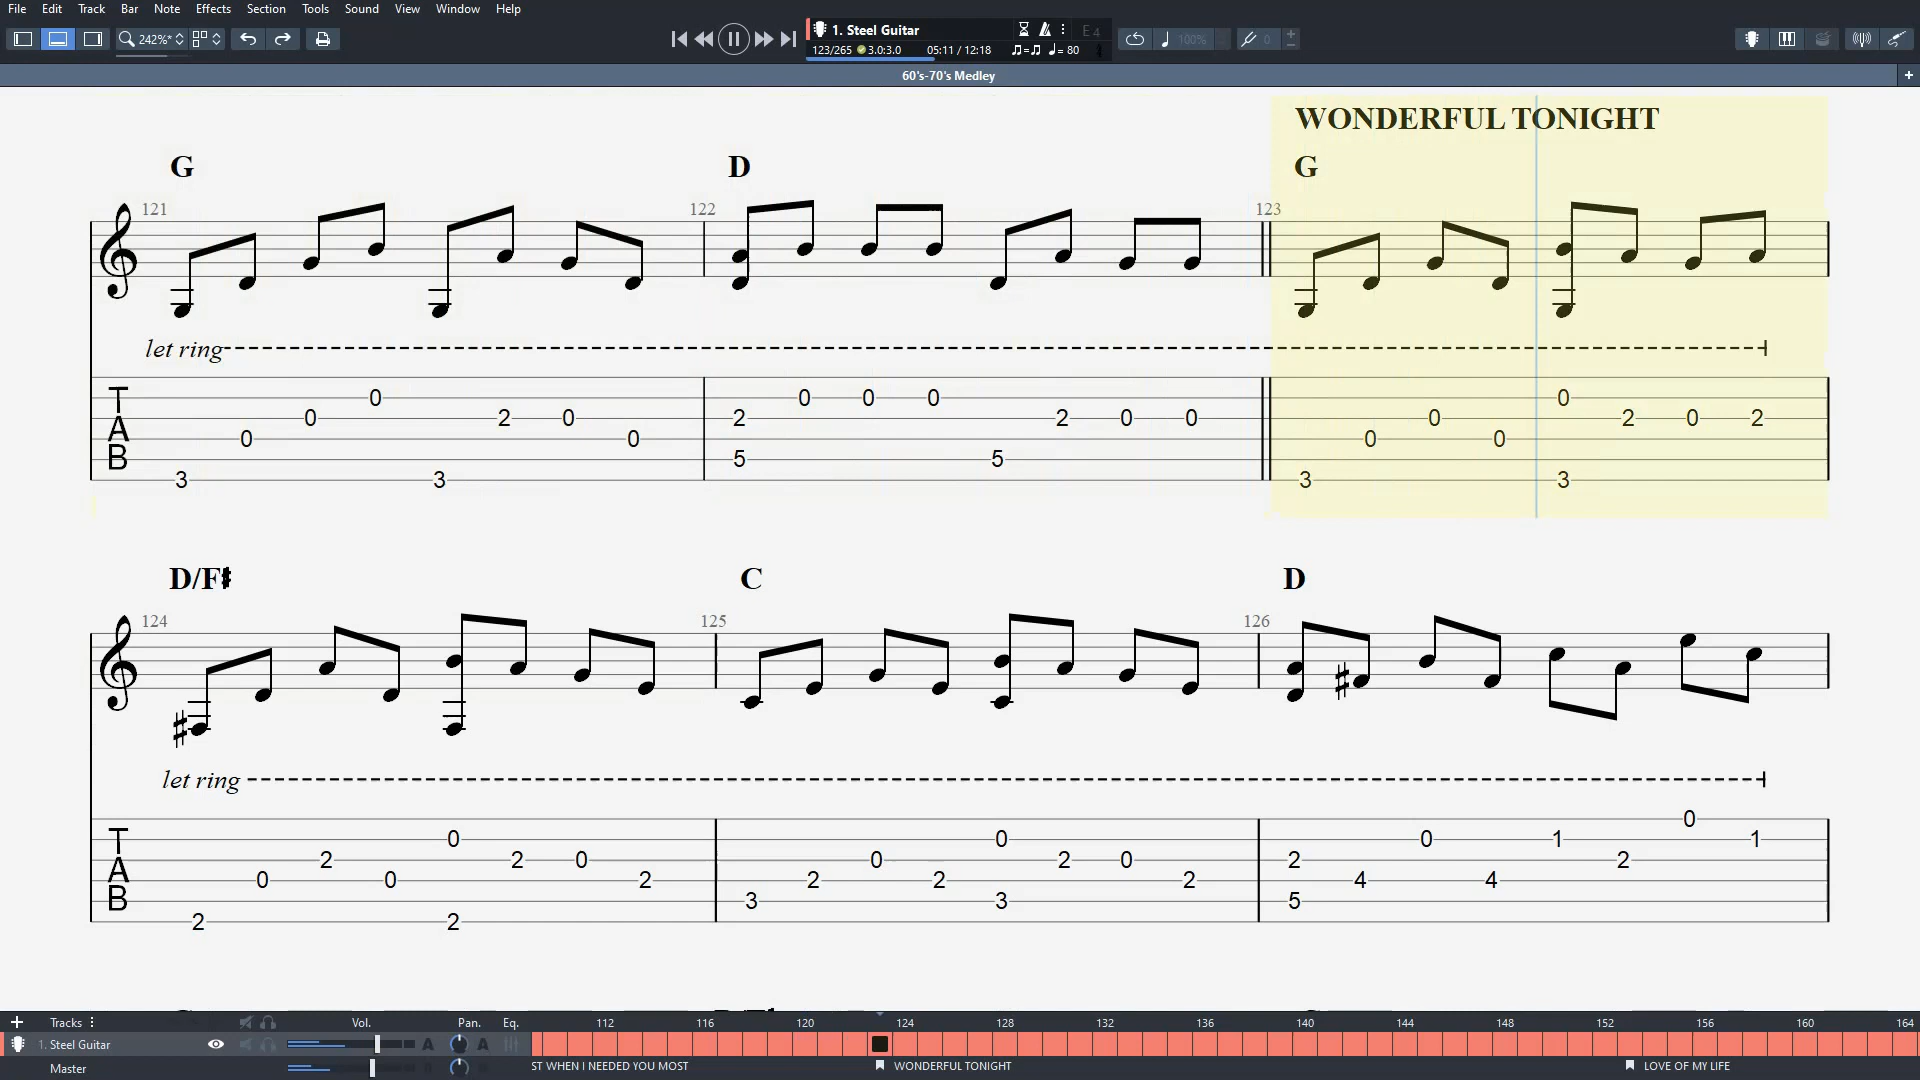 File Edit Track Bar Note Effects Section Tools Sound View Window Help
242%*
1. Steel Guitar
E 4
123/265 3.0:3.0 05:11 / 12:18 = 80
100%
0
60's-70's Medley
WONDERFUL TONIGHT
G D G
121 122 123
let ring
T
A
B
0 0 0 0 0
0 2 0 2 2 0 0 0 2 0 2
0 0 0 0
5 5
3 3 3 3
D/F# C D
124 125 126
let ring
0
0 0 0 1 1
2 2 0 0 2 0 2 2
0 0 2 2 2 2 4 4
3 3 5
2 2
T
A
B
Tracks Vol. Pan. Eq. 112 116 120 124 128 132 136 140 144 148 152 156 160 164
1. Steel Guitar A A
Master ST WHEN I NEEDED YOU MOST WONDERFUL TONIGHT LOVE OF MY LIFE